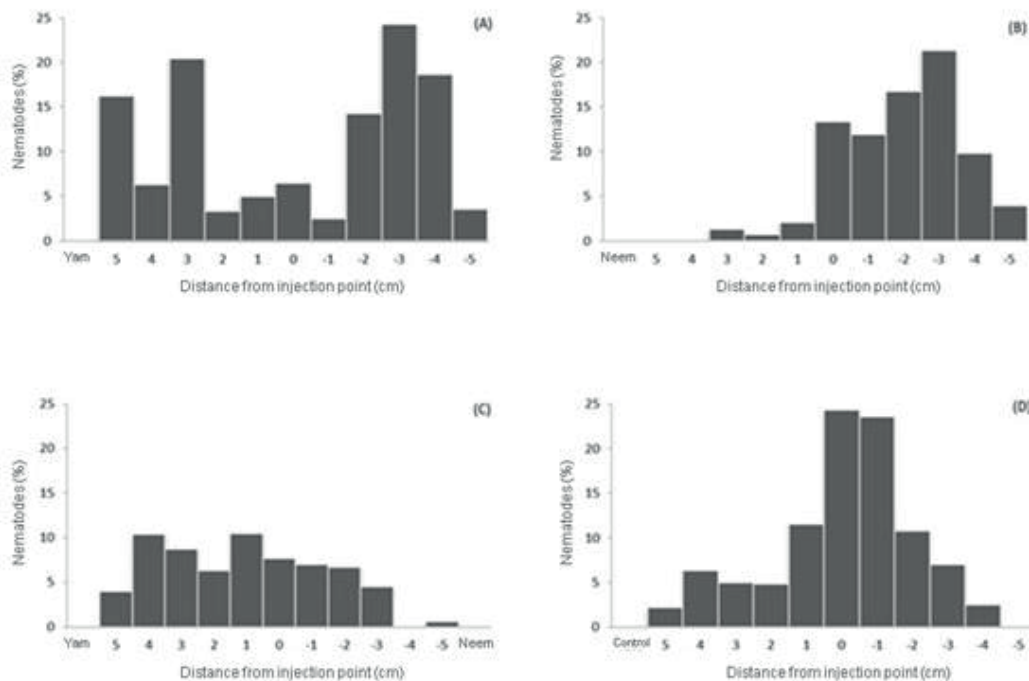 (A)
25
20
15
10
5
0
Nematodes (%)
Yam 5 4 3 2 1 0 -1 -2 -3 -4 -5
Distance from injection point (cm)
(B)
25
20
15
10
5
0
Nematodes (%)
Neem 5 4 3 2 1 0 -1 -2 -3 -4 -5
Distance from injection point (cm)
(C)
25
20
15
10
5
0
Nematodes (%)
Yam 5 4 3 2 1 0 -1 -2 -3 -4 -5 Neem
Distance from injection point (cm)
(D)
25
20
15
10
5
0
Nematodes (%)
Control 5 4 3 2 1 0 -1 -2 -3 -4 -5
Distance from injection point (cm)